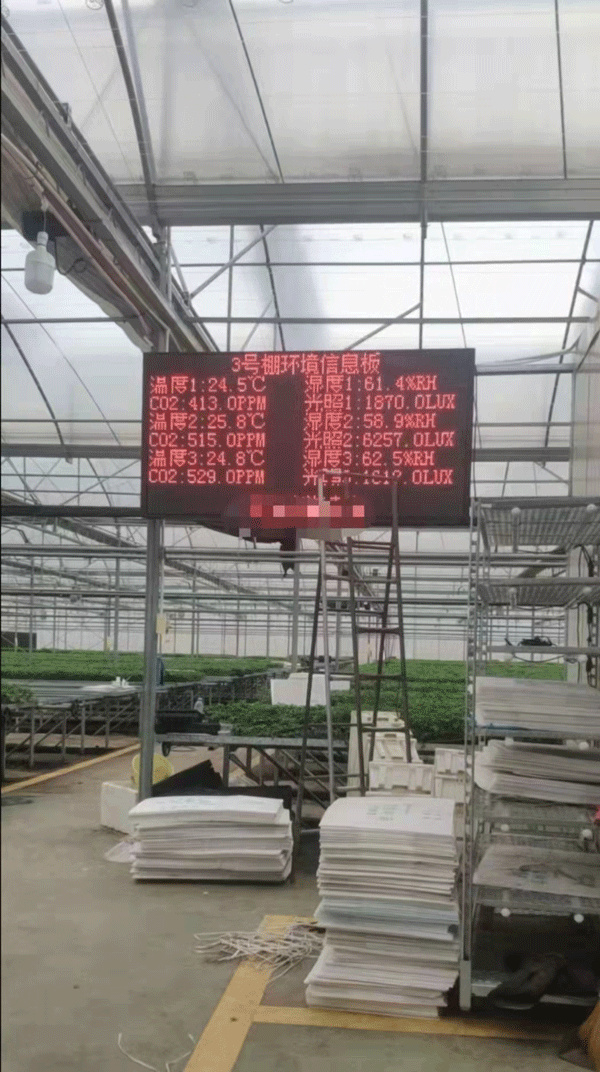 3号棚环境信息板
温度1:24.5℃ 湿度1:61.4%RH
CO2:413.0PPM 光照1:1870.0LUX
温度2:25.8℃ 湿度2:58.9%RH
CO2:515.0PPM 光照2:6257.0LUX
温度3:24.8℃ 湿度3:62.5%RH
CO2:529.0PPM